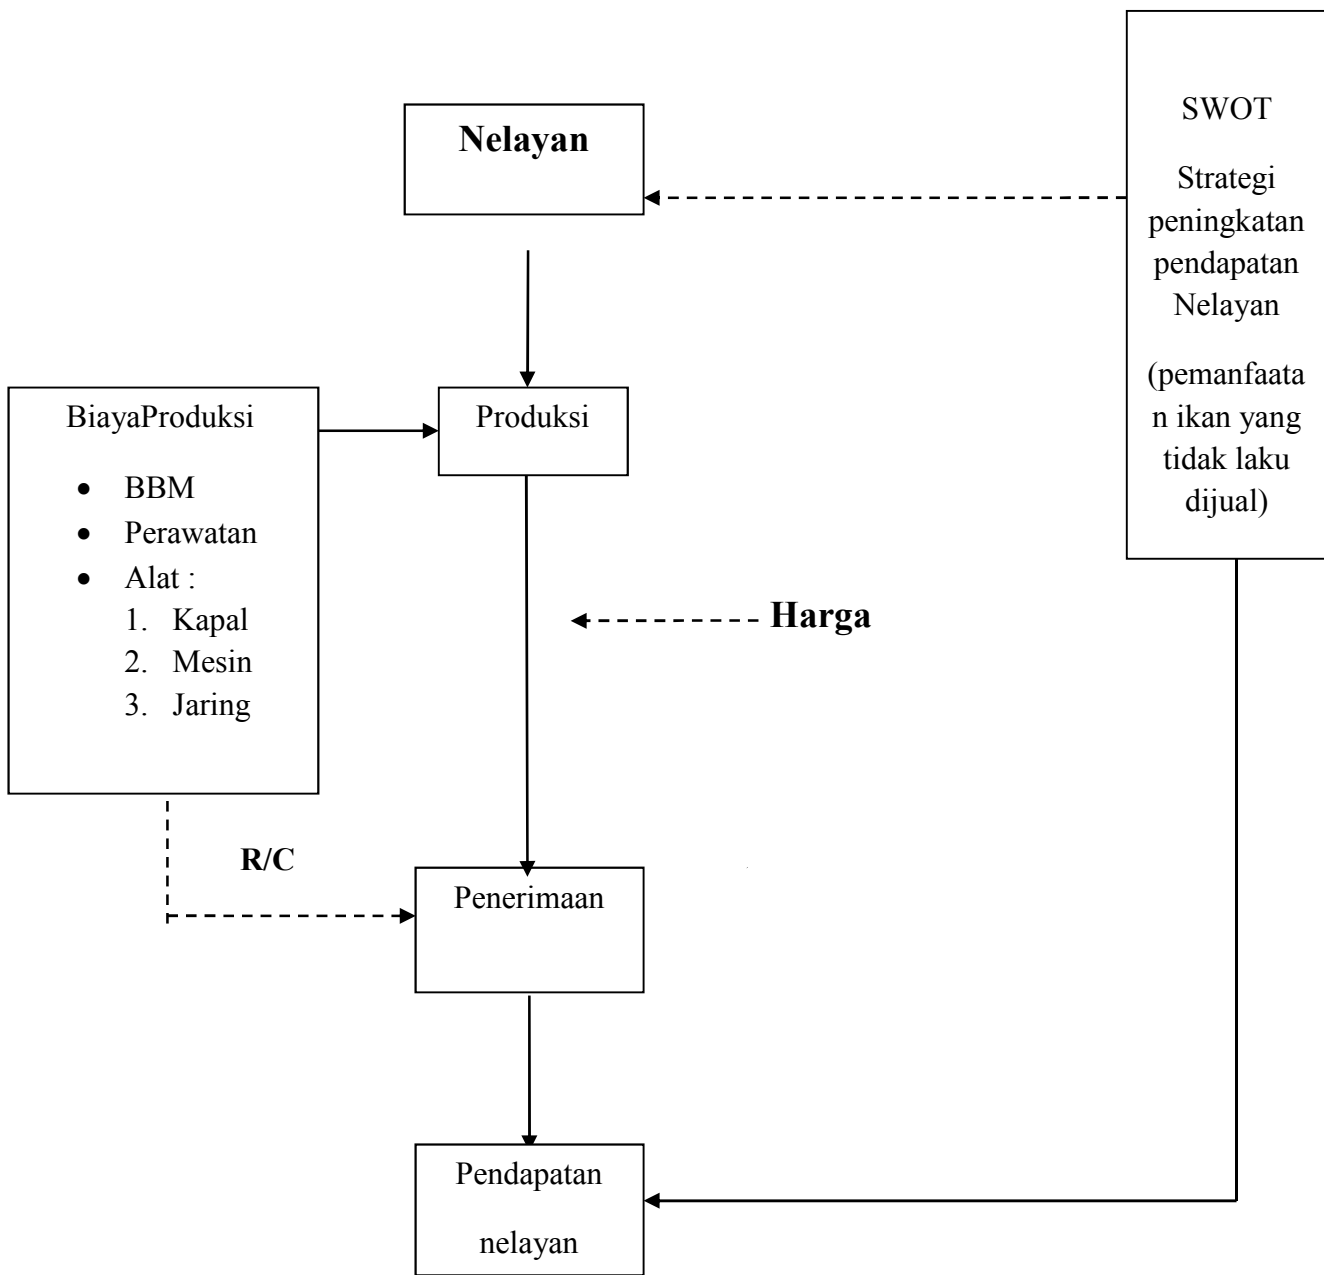 Nelayan
SWOT
Strategi
peningkatan
pendapatan
Nelayan
(pemanfaata
n ikan yang
tidak laku
dijual)
BiayaProduksi
• BBM
• Perawatan
• Alat :
1. Kapal
2. Mesin
3. Jaring
Produksi
Harga
R/C
Penerimaan
Pendapatan
nelayan